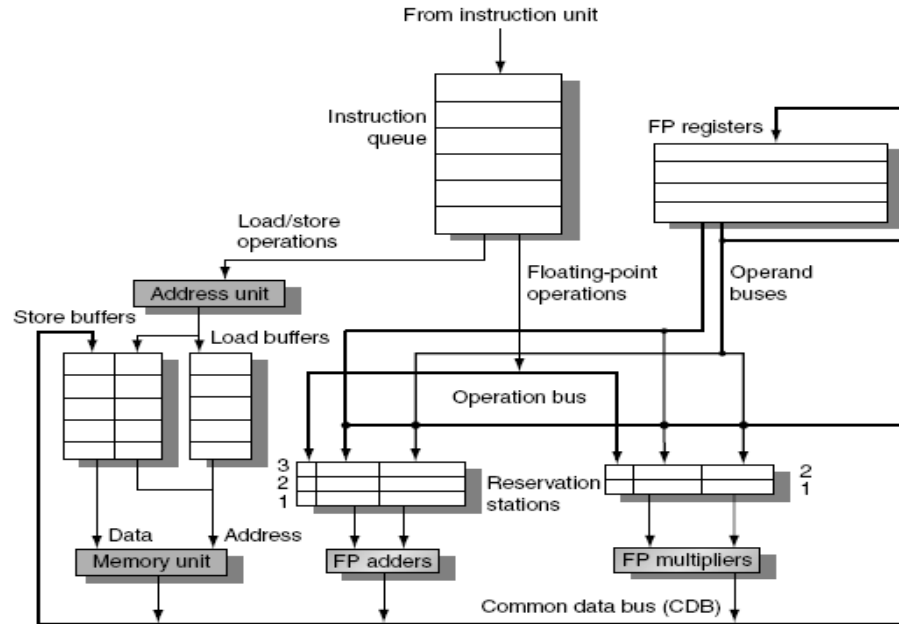 From instruction unit
Instruction
queue
FP registers
Load/store
operations
Floating-point
operations
Operand
buses
Address unit
Store buffers
Load buffers
Operation bus
3
2
1
Reservation
stations
2
1
Data
Address
Memory unit
FP adders
FP multipliers
Common data bus (CDB)